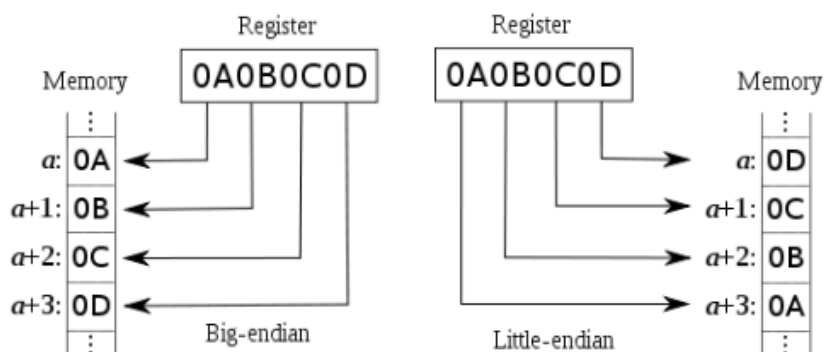 Register
0A0B0C0D
Memory
a: 0A
a+1: 0B
a+2: 0C
a+3: 0D
Big-endian
Register
0A0B0C0D
Memory
a: 0D
a+1: 0C
a+2: 0B
a+3: 0A
Little-endian